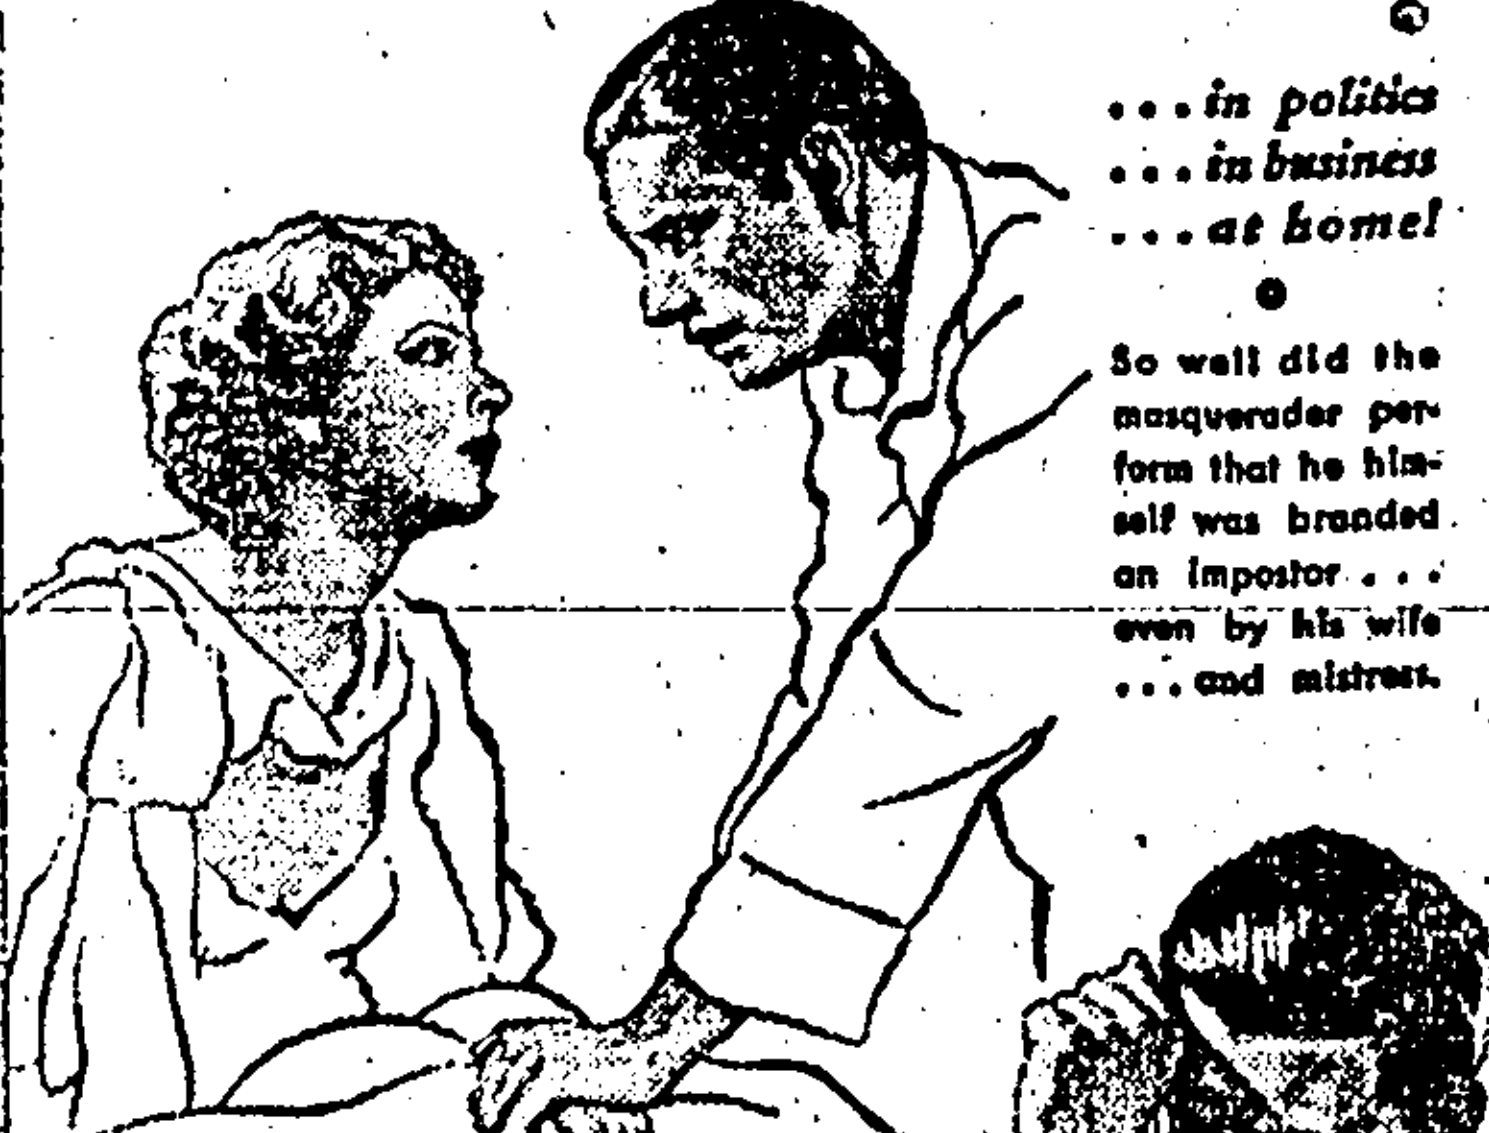 ...in politics
...in business
...at home!
So well did the
masquerader per-
form that he him-
self was branded
an impostor...
even by his wife
...and mistress.